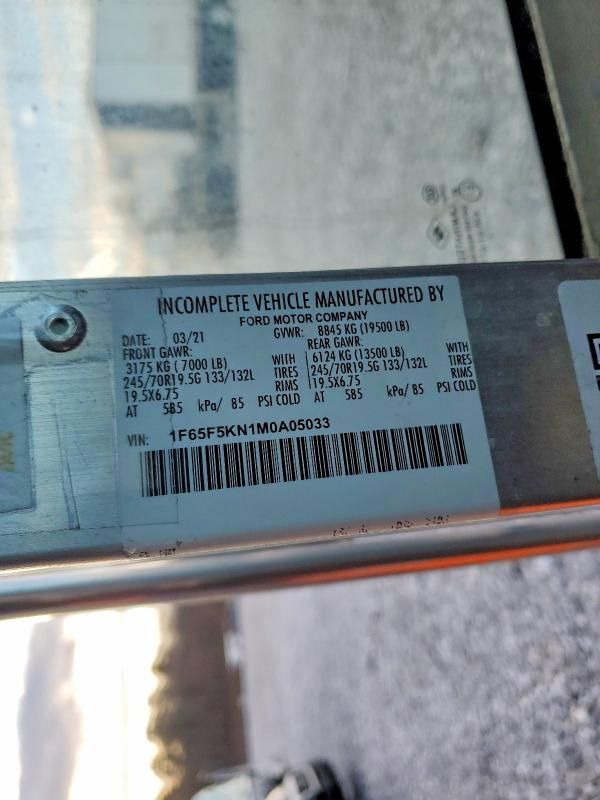 INCOMPLETE VEHICLE MANUFACTURED BY
FORD MOTOR COMPANY
DATE: 03/21 GVWR: 8845 KG (19500 LB)
FRONT GAWR: REAR GAWR:
3175 KG (7000 LB) WITH 6124 KG (13500 LB) WITH
245/70R19.5G 133/132L TIRES 245/70R19.5G 133/132L TIRES
19.5X6.75 RIMS 19.5X6.75 RIMS
AT 585 kPa/ 85 PSI COLD AT 585 kPa/ 85 PSI COLD
VIN: 1F65F5KN1M0A05033